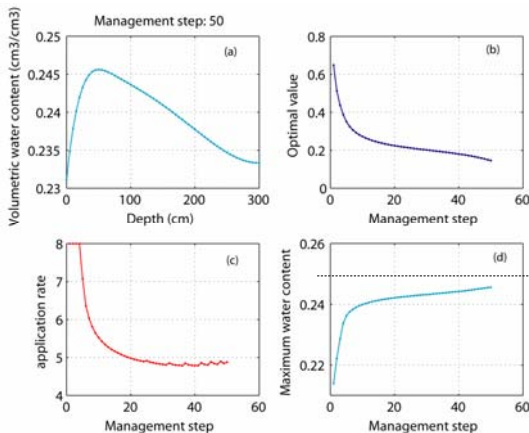 Management step: 50
Volumetric water content (cm3/cm3)
0.25
0.245
0.24
0.235
0.23
(a)
0 100 200 300
Depth (cm)
Optimal value
0.8
0.6
0.4
0.2
0
(b)
0 20 40 60
Management step
application rate
8
7
6
5
4
(c)
0 20 40 60
Management step
Maximum water content
0.26
0.24
0.22
(d)
0 20 40 60
Management step